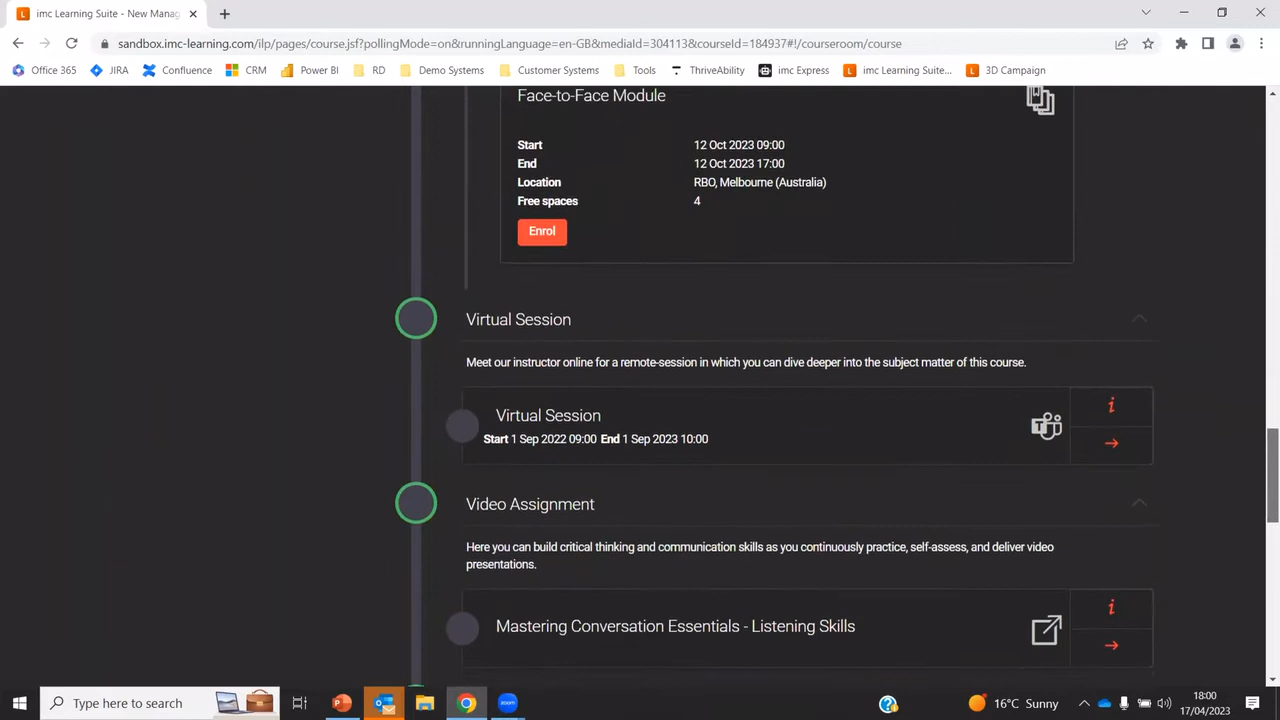 imc Learning Suite - New Manag
sandbox.imc-learning.com/ilp/pages/course.jsf?pollingMode=on&runningLanguage=en-GB&mediaId=304113&courseId=184937#!/courseroom/course
Office 365 JIRA Confluence CRM Power BI RD Demo Systems Customer Systems Tools ThriveAbility imc Express imc Learning Suite... 3D Campaign
Face-to-Face Module
Start 12 Oct 2023 09:00
End 12 Oct 2023 17:00
Location RBO, Melbourne (Australia)
Free spaces 4
Enrol
Virtual Session
Meet our instructor online for a remote-session in which you can dive deeper into the subject matter of this course.
Virtual Session
Start 1 Sep 2022 09:00 End 1 Sep 2023 10:00
Video Assignment
Here you can build critical thinking and communication skills as you continuously practice, self-assess, and deliver video
presentations.
Mastering Conversation Essentials - Listening Skills
Type here to search
zoom
16°C Sunny
18:00
17/04/2023